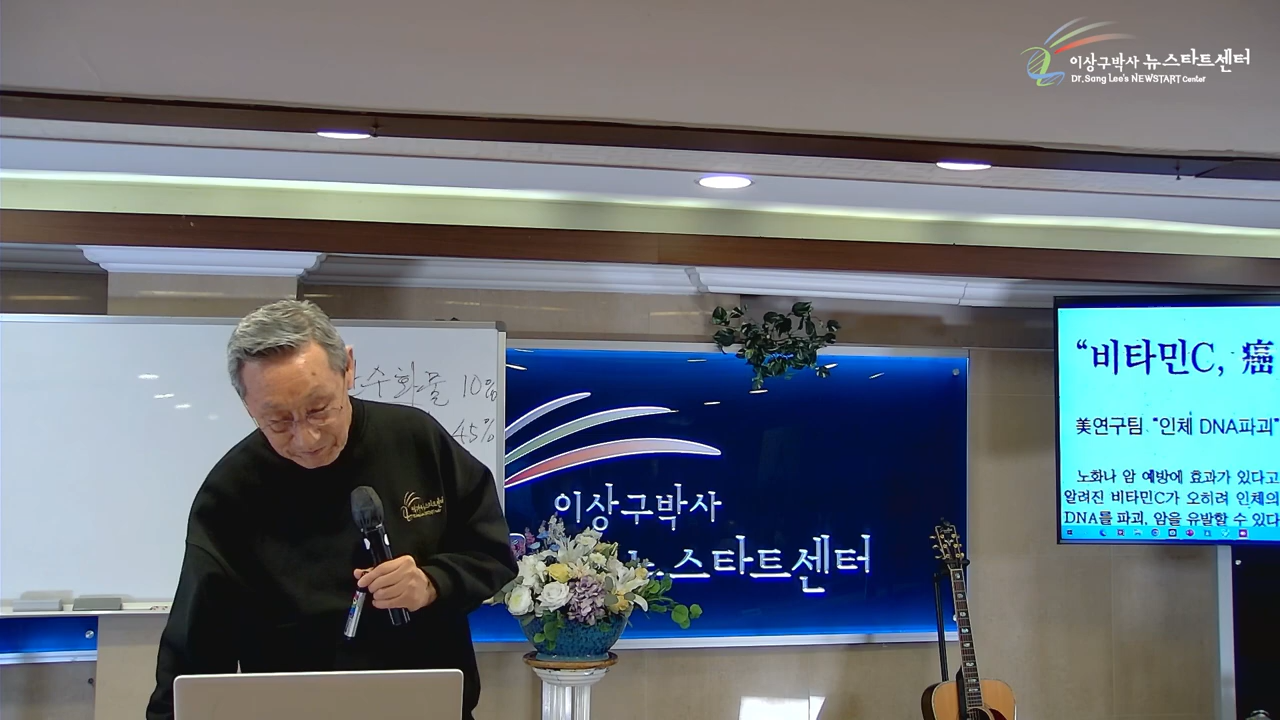 이상구박사 뉴스타트센터
Dr. Sang Lee's NEWSTART Center
수화물 10%
45%
이상구박사
뉴스타트센터
“비타민C, 癌
美연구팀 “인체 DNA파괴”
노화나 암 예방에 효과가 있다고
알려진 비타민C가 오히려 인체의
DNA를 파괴, 암을 유발할 수 있다